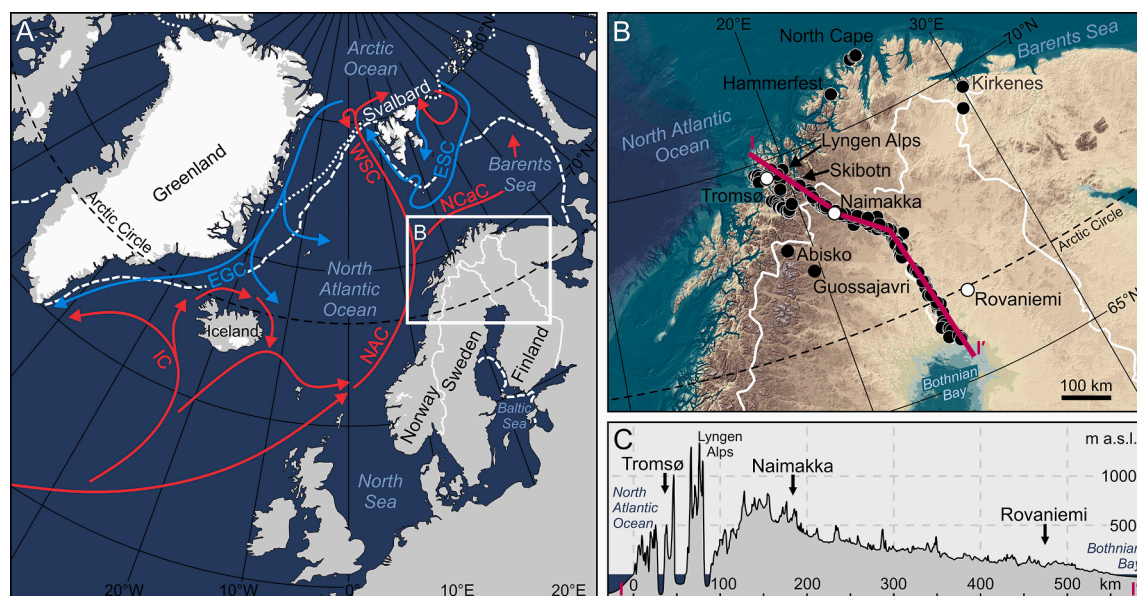 A
Arctic
Ocean
80°N
Svalbard
Greenland
WSC
ESC
Barents
Sea
70°N
NCaC
Arctic Circle
B
EGC
North
Atlantic
Ocean
Iceland
IC
NAC
Norway
Sweden
Finland
Baltic
Sea
North
Sea
20°W
10°W
0°
10°E
20°E
B
20°E
30°E
70°N
North Cape
Barents Sea
Hammerfest
Kirkenes
North Atlantic
Ocean
I
Lyngen Alps
Skibotn
Tromsø
Naimakka
Arctic Circle
Abisko
Guossajavri
Rovaniemi
65°N
I'
Bothnian
Bay
100 km
C
Lyngen
Alps
m a.s.l.
Tromsø
Naimakka
1000
North
Atlantic
Ocean
Rovaniemi
500
Bothnian
Bay
I
0
100
200
300
400
500
km
I'